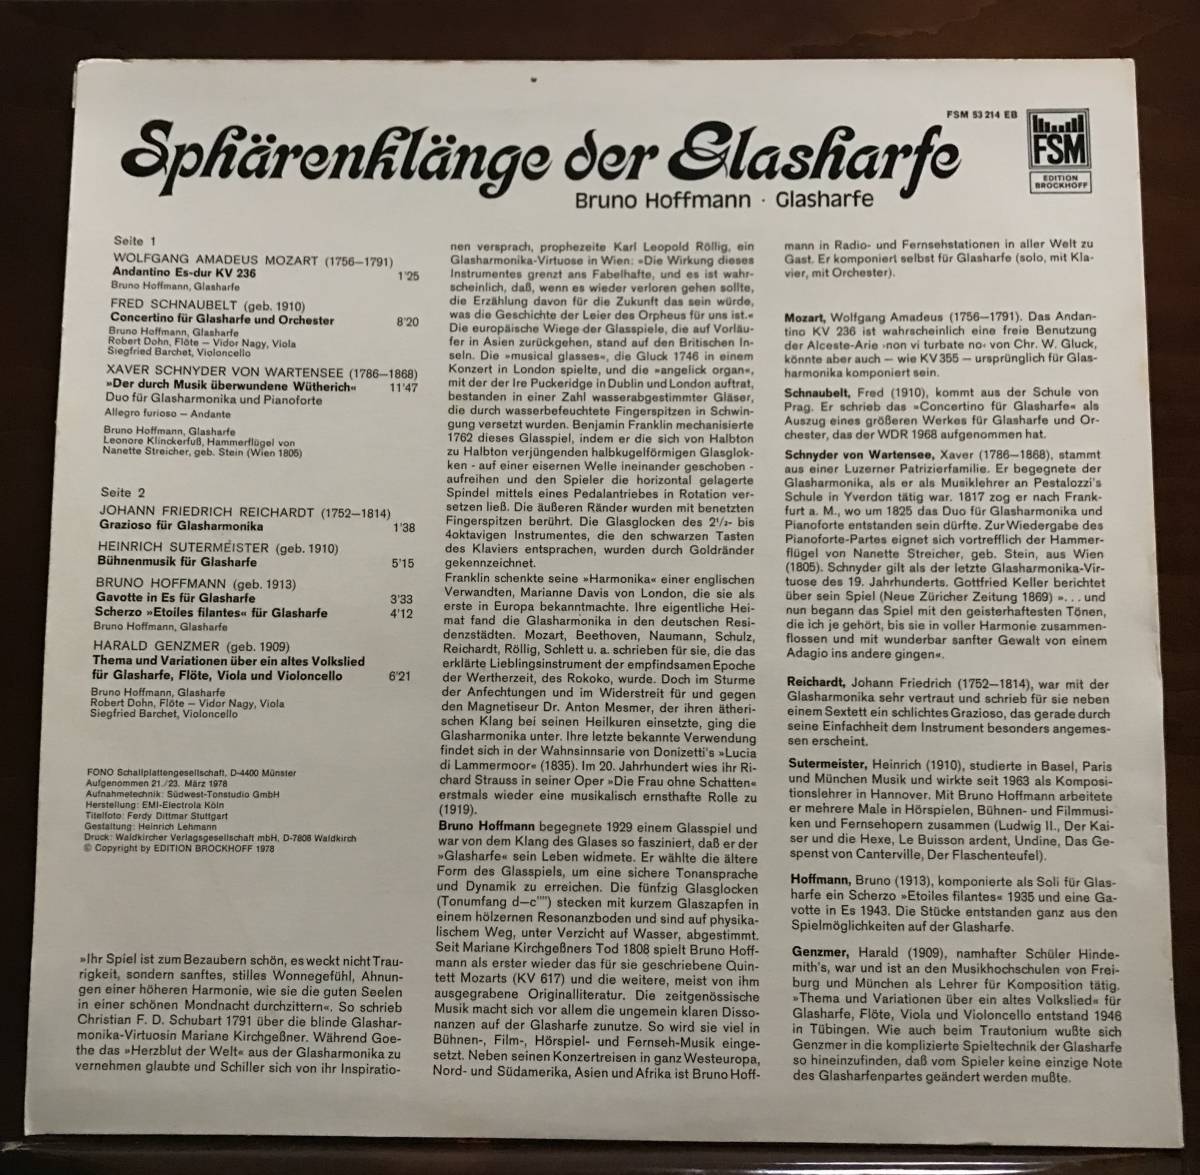 FSM 53 214 EB
FSM
EDITION
BROCKHOFF
Sphärenklänge der Glasharfe
Bruno Hoffmann · Glasharfe
Seite 1
WOLFGANG AMADEUS MOZART (1756—1791)
Andantino Es-dur KV 236 1'25
Bruno Hoffmann, Glasharfe
FRED SCHNAUBELT (geb. 1910)
Concertino für Glasharfe und Orchester 8'20
Bruno Hoffmann, Glasharfe
Robert Dohn, Flöte — Vidor Nagy, Viola
Siegfried Barchet, Violoncello
XAVER SCHNYDER VON WARTENSEE (1786—1868)
»Der durch Musik überwundene Wütherich« 11'47
Duo für Glasharmonika und Pianoforte
Allegro furioso — Andante
Bruno Hoffmann, Glasharfe
Leonore Klinckerfuß, Hammerflügel von
Nanette Streicher, geb. Stein (Wien 1805)
Seite 2
JOHANN FRIEDRICH REICHARDT (1752—1814)
Grazioso für Glasharmonika 1'38
HEINRICH SUTERMEISTER (geb. 1910)
Bühnenmusik für Glasharfe 5'15
BRUNO HOFFMANN (geb. 1913)
Gavotte in Es für Glasharfe 3'33
Scherzo »Etoiles filantes« für Glasharfe 4'12
Bruno Hoffmann, Glasharfe
HARALD GENZMER (geb. 1909)
Thema und Variationen über ein altes Volkslied
für Glasharfe, Flöte, Viola und Violoncello 6'21
Bruno Hoffmann, Glasharfe
Robert Dohn, Flöte — Vidor Nagy, Viola
Siegfried Barchet, Violoncello
FONO Schallplattengesellschaft, D-4400 Münster
Aufgenommen 21./23. März 1978
Aufnahmetechnik: Südwest-Tonstudio GmbH
Herstellung: EMI-Electrola Köln
Titelfoto: Ferdy Dittmar Stuttgart
Gestaltung: Heinrich Lehmann
Druck: Waldkircher Verlagsgesellschaft mbH, D-7808 Waldkirch
© Copyright by EDITION BROCKHOFF 1978
»Ihr Spiel ist zum Bezaubern schön, es weckt nicht Trau-
rigkeit, sondern sanftes, stilles Wonnegefühl, Ahnun-
gen einer höheren Harmonie, wie sie die guten Seelen
in einer schönen Mondnacht durchzittern«. So schrieb
Christian F. D. Schubart 1791 über die blinde Glashar-
monika-Virtuosin Mariane Kirchgeßner. Während Goe-
the das »Herzblut der Welt« aus der Glasharmonika zu
vernehmen glaubte und Schiller sich von ihr Inspiratio-
nen versprach, prophezeite Karl Leopold Röllig, ein
Glasharmonika-Virtuose in Wien: »Die Wirkung dieses
Instrumentes grenzt ans Fabelhafte, und es ist wahr-
scheinlich, daß, wenn es wieder verloren gehen sollte,
die Erzählung davon für die Zukunft das sein würde,
was die Geschichte der Leier des Orpheus für uns ist.«
Die europäische Wiege der Glasspiele, die auf Vorläu-
fer in Asien zurückgehen, stand auf den Britischen In-
seln. Die »musical glasses«, die Gluck 1746 in einem
Konzert in London spielte, und die »angelick organ«,
mit der der Ire Puckeridge in Dublin und London auftrat,
bestanden in einer Zahl wasserabgestimmter Gläser,
die durch wasserbefeuchtete Fingerspitzen in Schwin-
gung versetzt wurden. Benjamin Franklin mechanisierte
1762 dieses Glasspiel, indem er die sich von Halbton
zu Halbton verjüngenden halbkugelförmigen Glasglok-
ken - auf einer eisernen Welle ineinander geschoben -
aufreihen und den Spieler die horizontal gelagerte
Spindel mittels eines Pedalantriebes in Rotation ver-
setzen ließ. Die äußeren Ränder wurden mit benetzten
Fingerspitzen berührt. Die Glasglocken des 2½- bis
4oktavigen Instrumentes, die den schwarzen Tasten
des Klaviers entsprachen, wurden durch Goldränder
gekennzeichnet.
Franklin schenkte seine »Harmonika« einer englischen
Verwandten, Marianne Davis von London, die sie als
erste in Europa bekanntmachte. Ihre eigentliche Hei-
mat fand die Glasharmonika in den deutschen Resi-
denzstädten. Mozart, Beethoven, Naumann, Schulz,
Reichardt, Röllig, Schlett u. a. schrieben für sie, die das
erklärte Lieblingsinstrument der empfindsamen Epoche
der Wertherzeit, des Rokoko, wurde. Doch im Sturme
der Anfechtungen und im Widerstreit für und gegen
den Magnetiseur Dr. Anton Mesmer, der ihren ätheri-
schen Klang bei seinen Heilkuren einsetzte, ging die
Glasharmonika unter. Ihre letzte bekannte Verwendung
findet sich in der Wahnsinnsarie von Donizetti's »Lucia
di Lammermoor« (1835). Im 20. Jahrhundert wies ihr Ri-
chard Strauss in seiner Oper »Die Frau ohne Schatten«
erstmals wieder eine musikalisch ernsthafte Rolle zu
(1919).
Bruno Hoffmann begegnete 1929 einem Glasspiel und
war von dem Klang des Glases so fasziniert, daß er der
»Glasharfe« sein Leben widmete. Er wählte die ältere
Form des Glasspiels, um eine sichere Tonansprache
und Dynamik zu erreichen. Die fünfzig Glasglocken
(Tonumfang d—c'''') stecken mit kurzem Glaszapfen in
einem hölzernen Resonanzboden und sind auf physika-
lischem Weg, unter Verzicht auf Wasser, abgestimmt.
Seit Mariane Kirchgeßners Tod 1808 spielt Bruno Hoff-
mann als erster wieder das für sie geschriebene Quin-
tett Mozarts (KV 617) und die weitere, meist von ihm
ausgegrabene Originalliteratur. Die zeitgenössische
Musik macht sich vor allem die ungemein klaren Disso-
nanzen auf der Glasharfe zunutze. So wird sie viel in
Bühnen-, Film-, Hörspiel- und Fernseh-Musik einge-
setzt. Neben seinen Konzertreisen in ganz Westeuropa,
Nord- und Südamerika, Asien und Afrika ist Bruno Hoff-
mann in Radio- und Fernsehstationen in aller Welt zu
Gast. Er komponiert selbst für Glasharfe (solo, mit Kla-
vier, mit Orchester).
Mozart, Wolfgang Amadeus (1756—1791). Das Andan-
tino KV 236 ist wahrscheinlich eine freie Benutzung
der Alceste-Arie ›non vi turbate no‹ von Chr. W. Gluck,
könnte aber auch — wie KV 355 — ursprünglich für Glas-
harmonika komponiert sein.
Schnaubelt, Fred (1910), kommt aus der Schule von
Prag. Er schrieb das »Concertino für Glasharfe« als
Auszug eines größeren Werkes für Glasharfe und Or-
chester, das der WDR 1968 aufgenommen hat.
Schnyder von Wartensee, Xaver (1786—1868), stammt
aus einer Luzerner Patrizierfamilie. Er begegnete der
Glasharmonika, als er als Musiklehrer an Pestalozzi's
Schule in Yverdon tätig war. 1817 zog er nach Frank-
furt a. M., wo um 1825 das Duo für Glasharmonika und
Pianoforte entstanden sein dürfte. Zur Wiedergabe des
Pianoforte-Partes eignet sich vortrefflich der Hammer-
flügel von Nanette Streicher, geb. Stein, aus Wien
(1805). Schnyder gilt als der letzte Glasharmonika-Vir-
tuose des 19. Jahrhunderts. Gottfried Keller berichtet
über sein Spiel (Neue Züricher Zeitung 1869) ». . . und
nun begann das Spiel mit den geisterhaftesten Tönen,
die ich je gehört, bis sie in voller Harmonie zusammen-
flossen und mit wunderbar sanfter Gewalt von einem
Adagio ins andere gingen«.
Reichardt, Johann Friedrich (1752—1814), war mit der
Glasharmonika sehr vertraut und schrieb für sie neben
einem Sextett ein schlichtes Grazioso, das gerade durch
seine Einfachheit dem Instrument besonders angemes-
sen erscheint.
Sutermeister, Heinrich (1910), studierte in Basel, Paris
und München Musik und wirkte seit 1963 als Komposi-
tionslehrer in Hannover. Mit Bruno Hoffmann arbeitete
er mehrere Male in Hörspielen, Bühnen- und Filmmusi-
ken und Fernsehopern zusammen (Ludwig II., Der Kai-
ser und die Hexe, Le Buisson ardent, Undine, Das Ge-
spenst von Canterville, Der Flaschenteufel).
Hoffmann, Bruno (1913), komponierte als Soli für Glas-
harfe ein Scherzo »Etoiles filantes« 1935 und eine Ga-
votte in Es 1943. Die Stücke entstanden ganz aus den
Spielmöglichkeiten auf der Glasharfe.
Genzmer, Harald (1909), namhafter Schüler Hinde-
mith's, war und ist an den Musikhochschulen von Frei-
burg und München als Lehrer für Komposition tätig.
»Thema und Variationen über ein altes Volkslied« für
Glasharfe, Flöte, Viola und Violoncello entstand 1946
in Tübingen. Wie auch beim Trautonium wußte sich
Genzmer in die komplizierte Spieltechnik der Glasharfe
so hineinzufinden, daß vom Spieler keine einzige Note
des Glasharfenpartes geändert werden mußte.